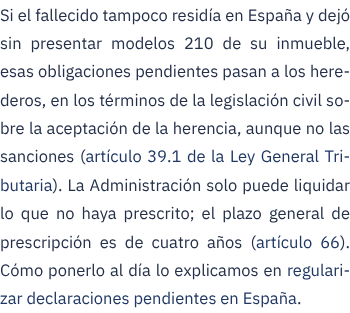 Si el fallecido tampoco residía en España y dejó
sin presentar modelos 210 de su inmueble,
esas obligaciones pendientes pasan a los here-
deros, en los términos de la legislación civil so-
bre la aceptación de la herencia, aunque no las
sanciones (artículo 39.1 de la Ley General Tri-
butaria). La Administración solo puede liquidar
lo que no haya prescrito; el plazo general de
prescripción es de cuatro años (artículo 66).
Cómo ponerlo al día lo explicamos en regulari-
zar declaraciones pendientes en España.